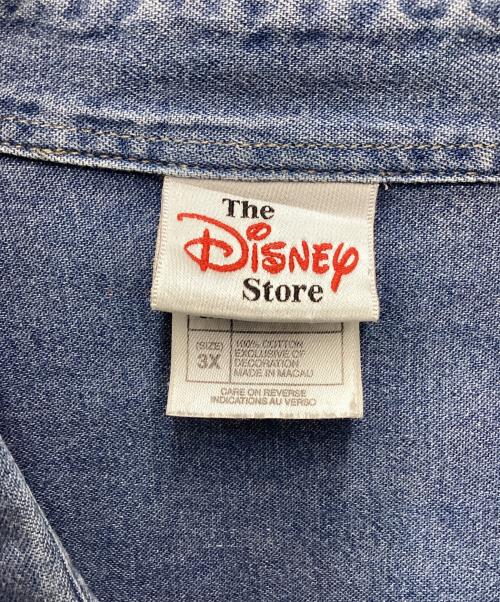 The
Disney
Store
(SIZE)
3X
100% COTTON
EXCLUSIVE OF
DECORATION
MADE IN MACAU
CARE ON REVERSE
INDICATIONS AU VERSO